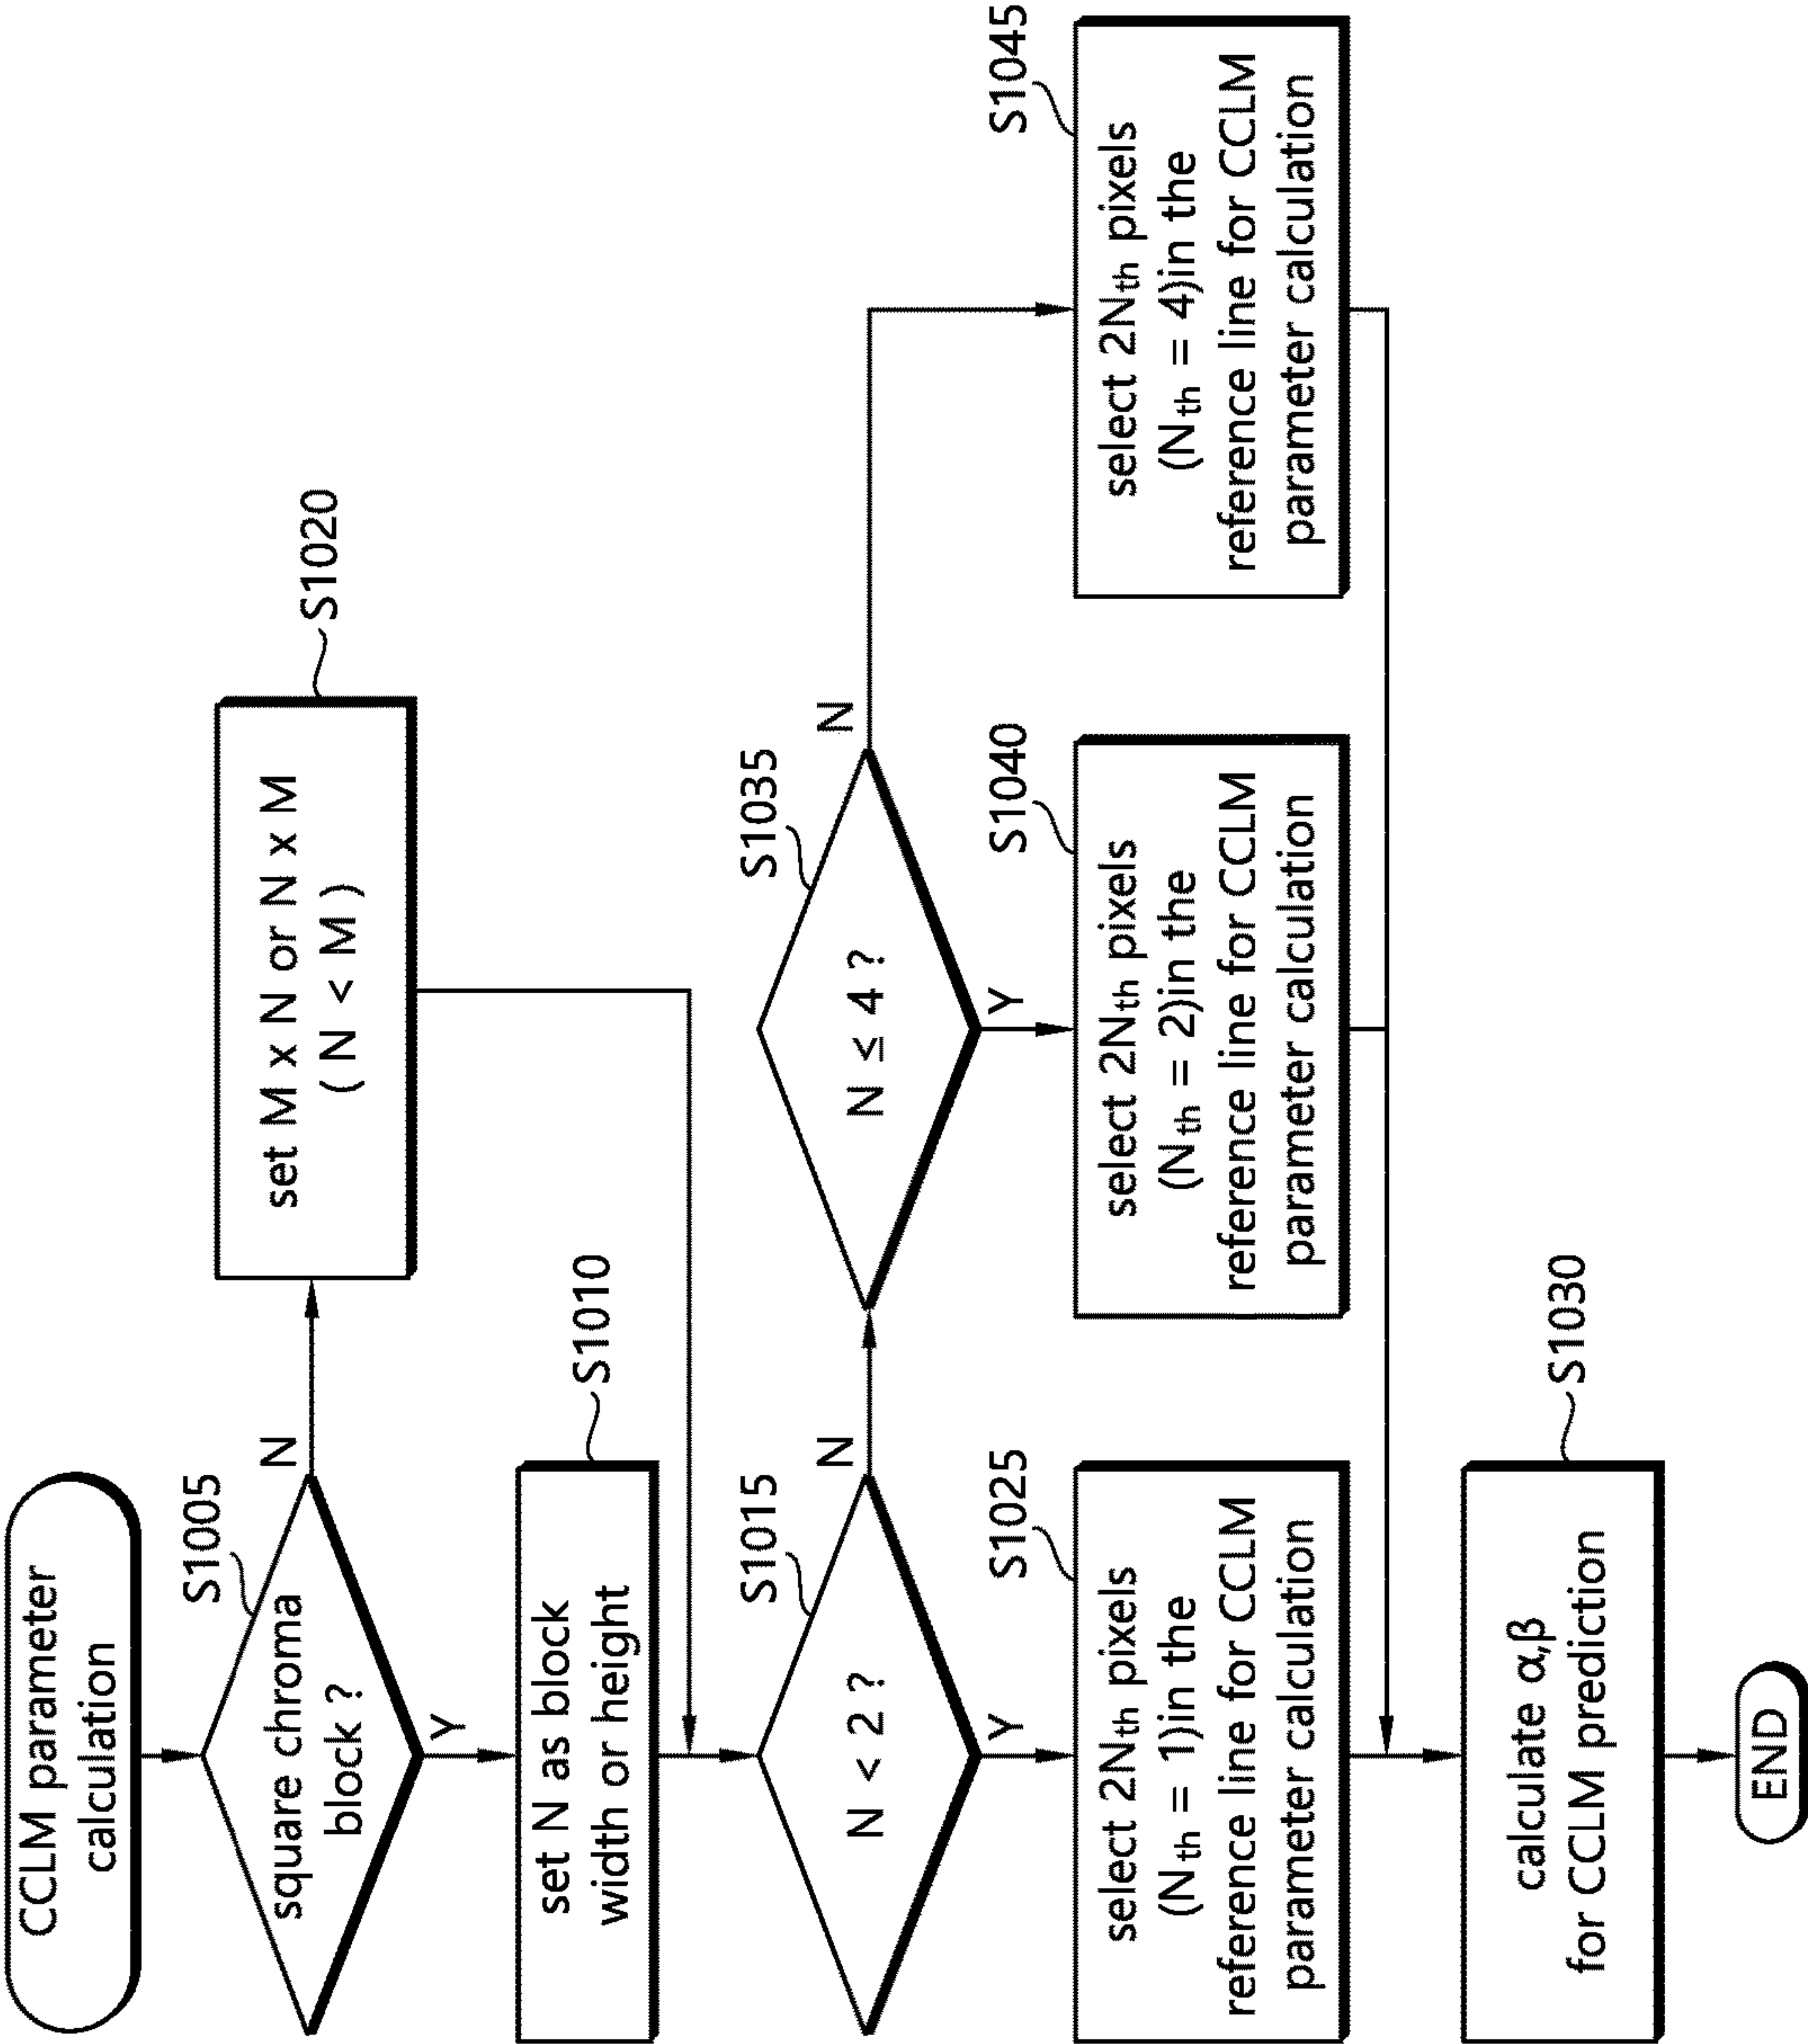 CCLM parameter
calculation
S1005
square chroma
block ?
N
Y
S1020
set M x N or N x M
( N < M )
S1010
set N as block
width or height
S1015
N < 2 ?
N
Y
S1035
N ≤ 4 ?
N
Y
S1025
select 2Nth pixels
(Nth = 1)in the
reference line for CCLM
parameter calculation
S1040
select 2Nth pixels
(Nth = 2)in the
reference line for CCLM
parameter calculation
S1045
select 2Nth pixels
(Nth = 4)in the
reference line for CCLM
parameter calculation
S1030
calculate α,β
for CCLM prediction
END